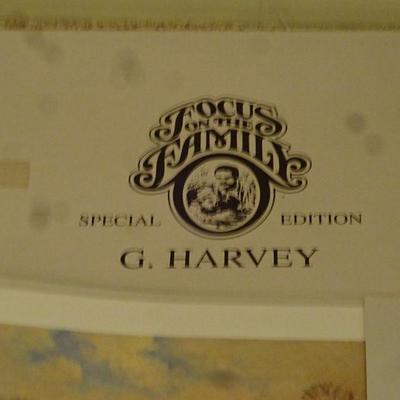 FOCUS
ON THE
FAMILY
SPECIAL EDITION
G. HARVEY